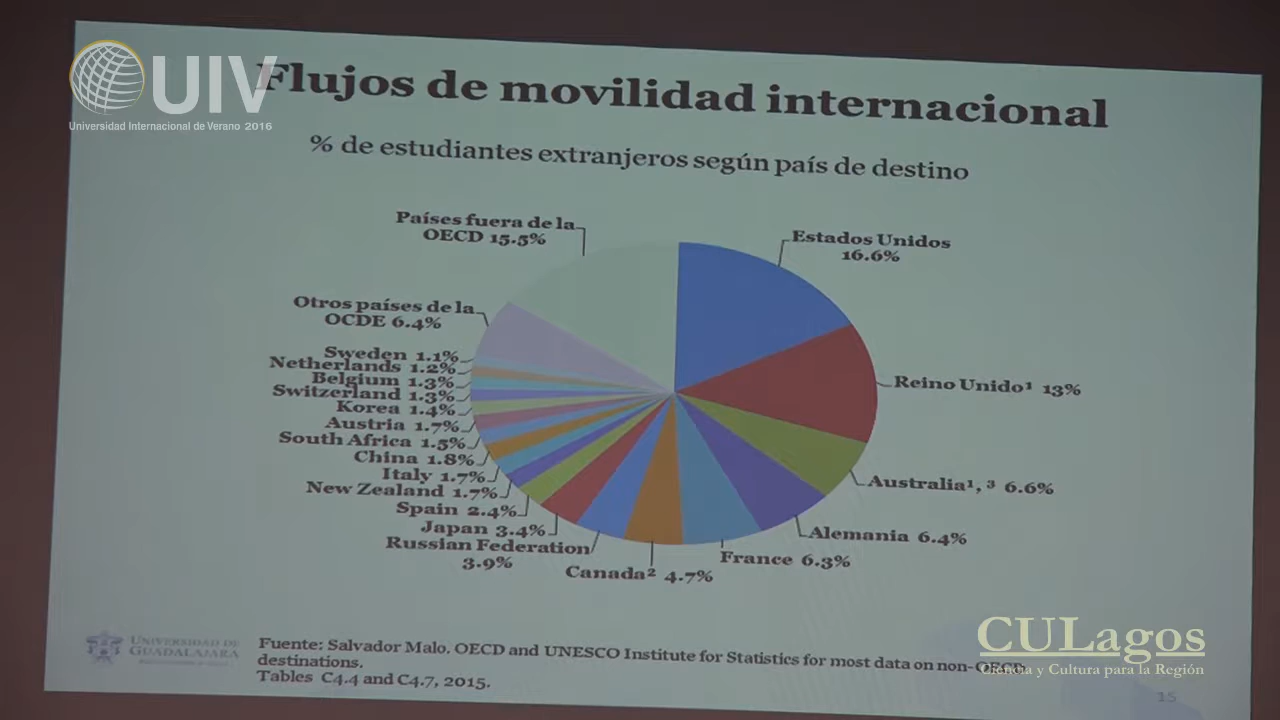 UIV
Universidad Internacional de Verano 2016
Flujos de movilidad internacional
% de estudiantes extranjeros según país de destino
Países fuera de la
OECD 15.5%
Estados Unidos
16.6%
Otros países de la
OCDE 6.4%
Sweden 1.1%
Netherlands 1.2%
Belgium 1.3%
Switzerland 1.3%
Korea 1.4%
Austria 1.7%
South Africa 1.5%
China 1.8%
Italy 1.7%
New Zealand 1.7%
Spain 2.4%
Japan 3.4%
Russian Federation
3.9%
Canada² 4.7%
France 6.3%
Alemania 6.4%
Australia¹, ³ 6.6%
Reino Unido¹ 13%
UNIVERSIDAD DE
GUADALAJARA
Fuente: Salvador Malo. OECD and UNESCO Institute for Statistics for most data on non-OECD
destinations.
Tables C4.4 and C4.7, 2015.
CULagos
Ciencia y Cultura para la Región
15